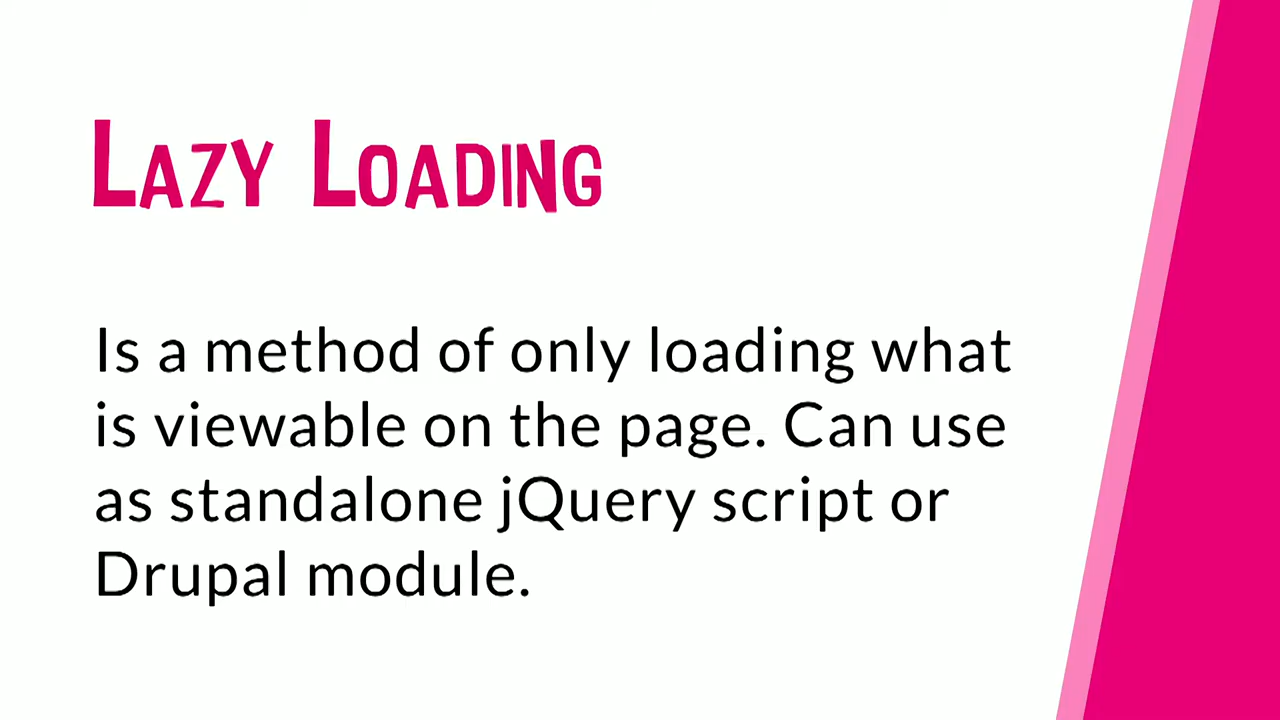 Lazy Loading
Is a method of only loading what
is viewable on the page. Can use
as standalone jQuery script or
Drupal module.